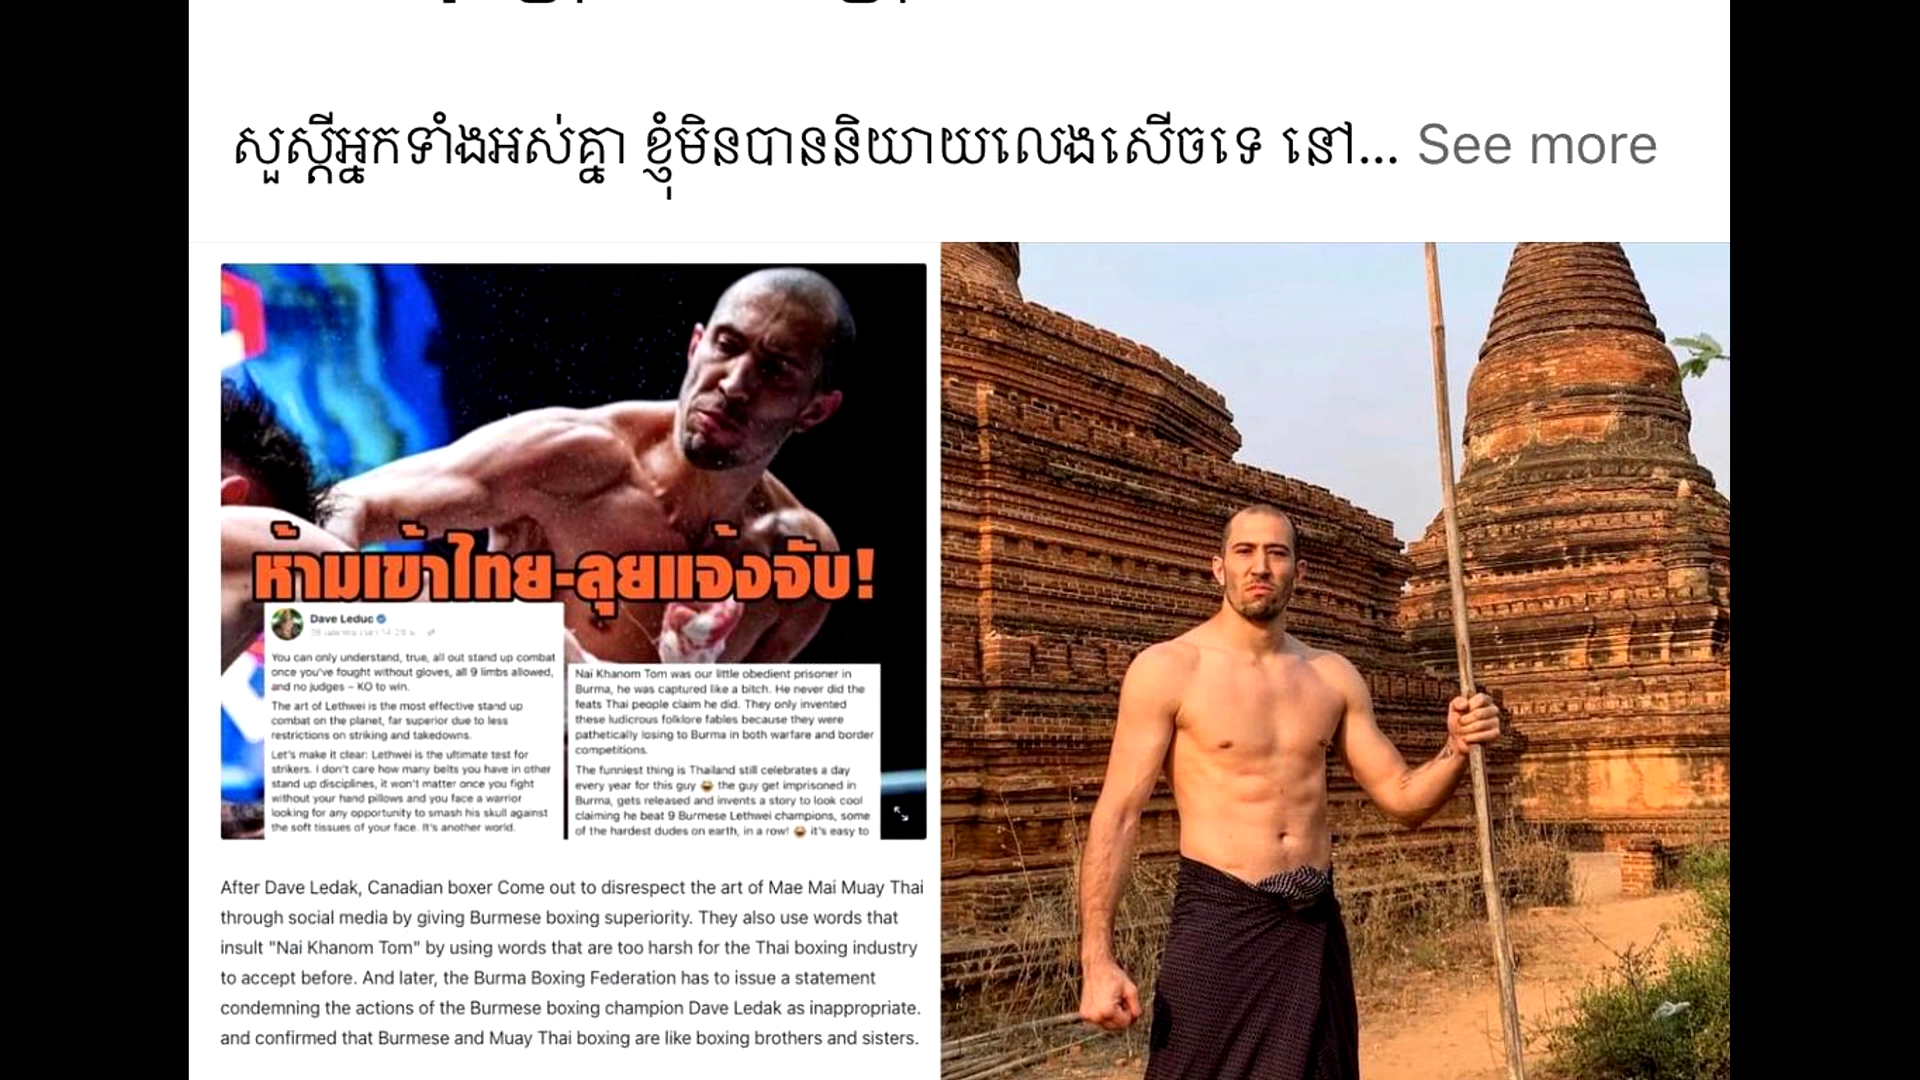 សួស្តីអ្នកទាំងអស់គ្នា ខ្ញុំមិនបាននិយាយលេងសើចទេ នៅ... See more
ห้ามเข้าไทย-ลุยแจ้งจับ!
Dave Leduc
You can only understand, true, all out stand up combat
once you've fought without gloves, all 9 limbs allowed,
and no judges – KO to win.
The art of Lethwei is the most effective stand up
combat on the planet, far superior due to less
restrictions on striking and takedowns.
Let's make it clear: Lethwei is the ultimate test for
strikers. I don't care how many belts you have in other
stand up disciplines, it won't matter once you fight
without your hand pillows and you face a warrior
looking for any opportunity to smash his skull against
the soft tissues of your face. It's another world.
Nai Khanom Tom was our little obedient prisoner in
Burma, he was captured like a bitch. He never did the
feats Thai people claim he did. They only invented
these ludicrous folklore fables because they were
pathetically losing to Burma in both warfare and border
competitions.
The funniest thing is Thailand still celebrates a day
every year for this guy 😂 the guy get imprisoned in
Burma, gets released and invents a story to look cool
claiming he beat 9 Burmese Lethwei champions, some
of the hardest dudes on earth, in a row! 😂 it's easy to
After Dave Ledak, Canadian boxer Come out to disrespect the art of Mae Mai Muay Thai
through social media by giving Burmese boxing superiority. They also use words that
insult "Nai Khanom Tom" by using words that are too harsh for the Thai boxing industry
to accept before. And later, the Burma Boxing Federation has to issue a statement
condemning the actions of the Burmese boxing champion Dave Ledak as inappropriate.
and confirmed that Burmese and Muay Thai boxing are like boxing brothers and sisters.